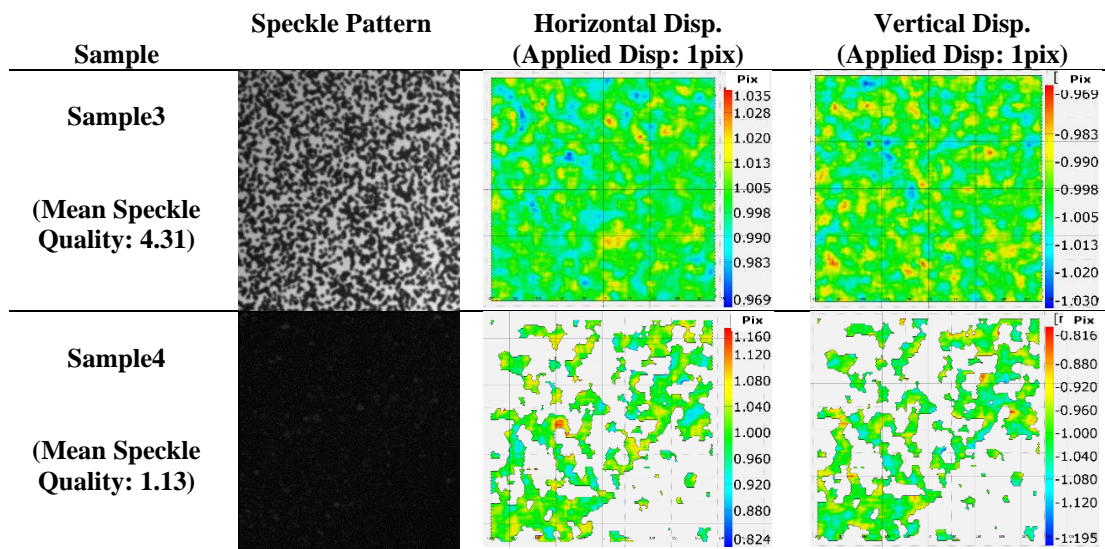 Speckle Pattern
Horizontal Disp.
Vertical Disp.
Sample
(Applied Disp: 1pix)
(Applied Disp: 1pix)
Sample3
(Mean Speckle
Quality: 4.31)
Pix
1.035
1.028
1.020
1.013
1.005
0.998
0.990
0.983
0.969
Pix
-0.969
-0.983
-0.990
-0.998
-1.005
-1.013
-1.020
-1.030
Sample4
(Mean Speckle
Quality: 1.13)
Pix
1.160
1.120
1.080
1.040
1.000
0.960
0.920
0.880
0.824
Pix
-0.816
-0.920
-0.960
-1.000
-1.040
-1.080
-1.120
-1.195